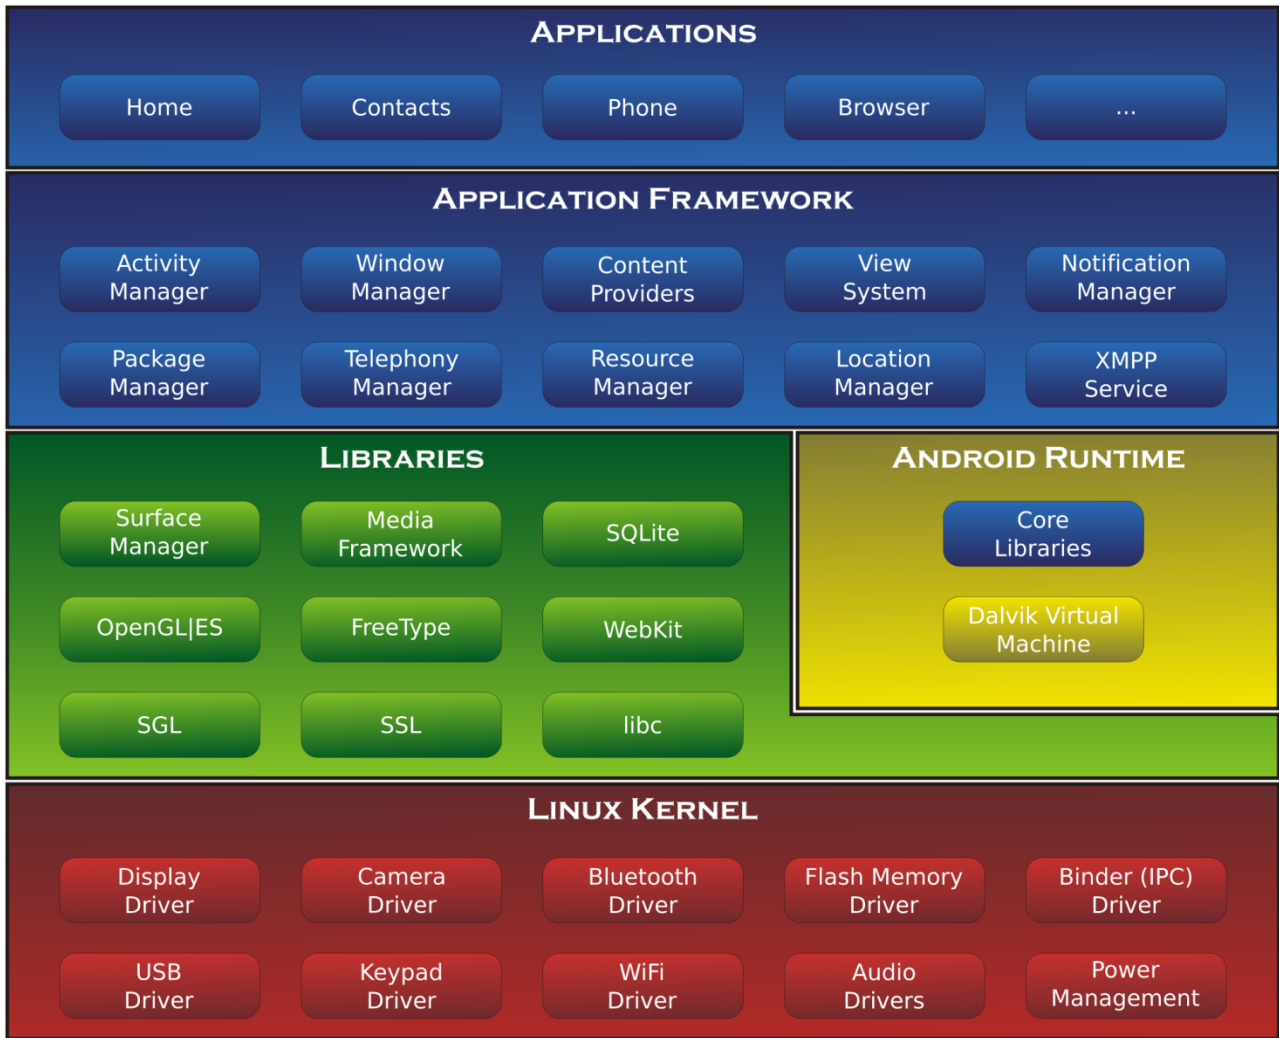 APPLICATIONS
Home
Contacts
Phone
Browser
...
APPLICATION FRAMEWORK
Activity
Manager
Window
Manager
Content
Providers
View
System
Notification
Manager
Package
Manager
Telephony
Manager
Resource
Manager
Location
Manager
XMPP
Service
LIBRARIES
Surface
Manager
Media
Framework
SQLite
OpenGL|ES
FreeType
WebKit
SGL
SSL
libc
ANDROID RUNTIME
Core
Libraries
Dalvik Virtual
Machine
LINUX KERNEL
Display
Driver
Camera
Driver
Bluetooth
Driver
Flash Memory
Driver
Binder (IPC)
Driver
USB
Driver
Keypad
Driver
WiFi
Driver
Audio
Drivers
Power
Management